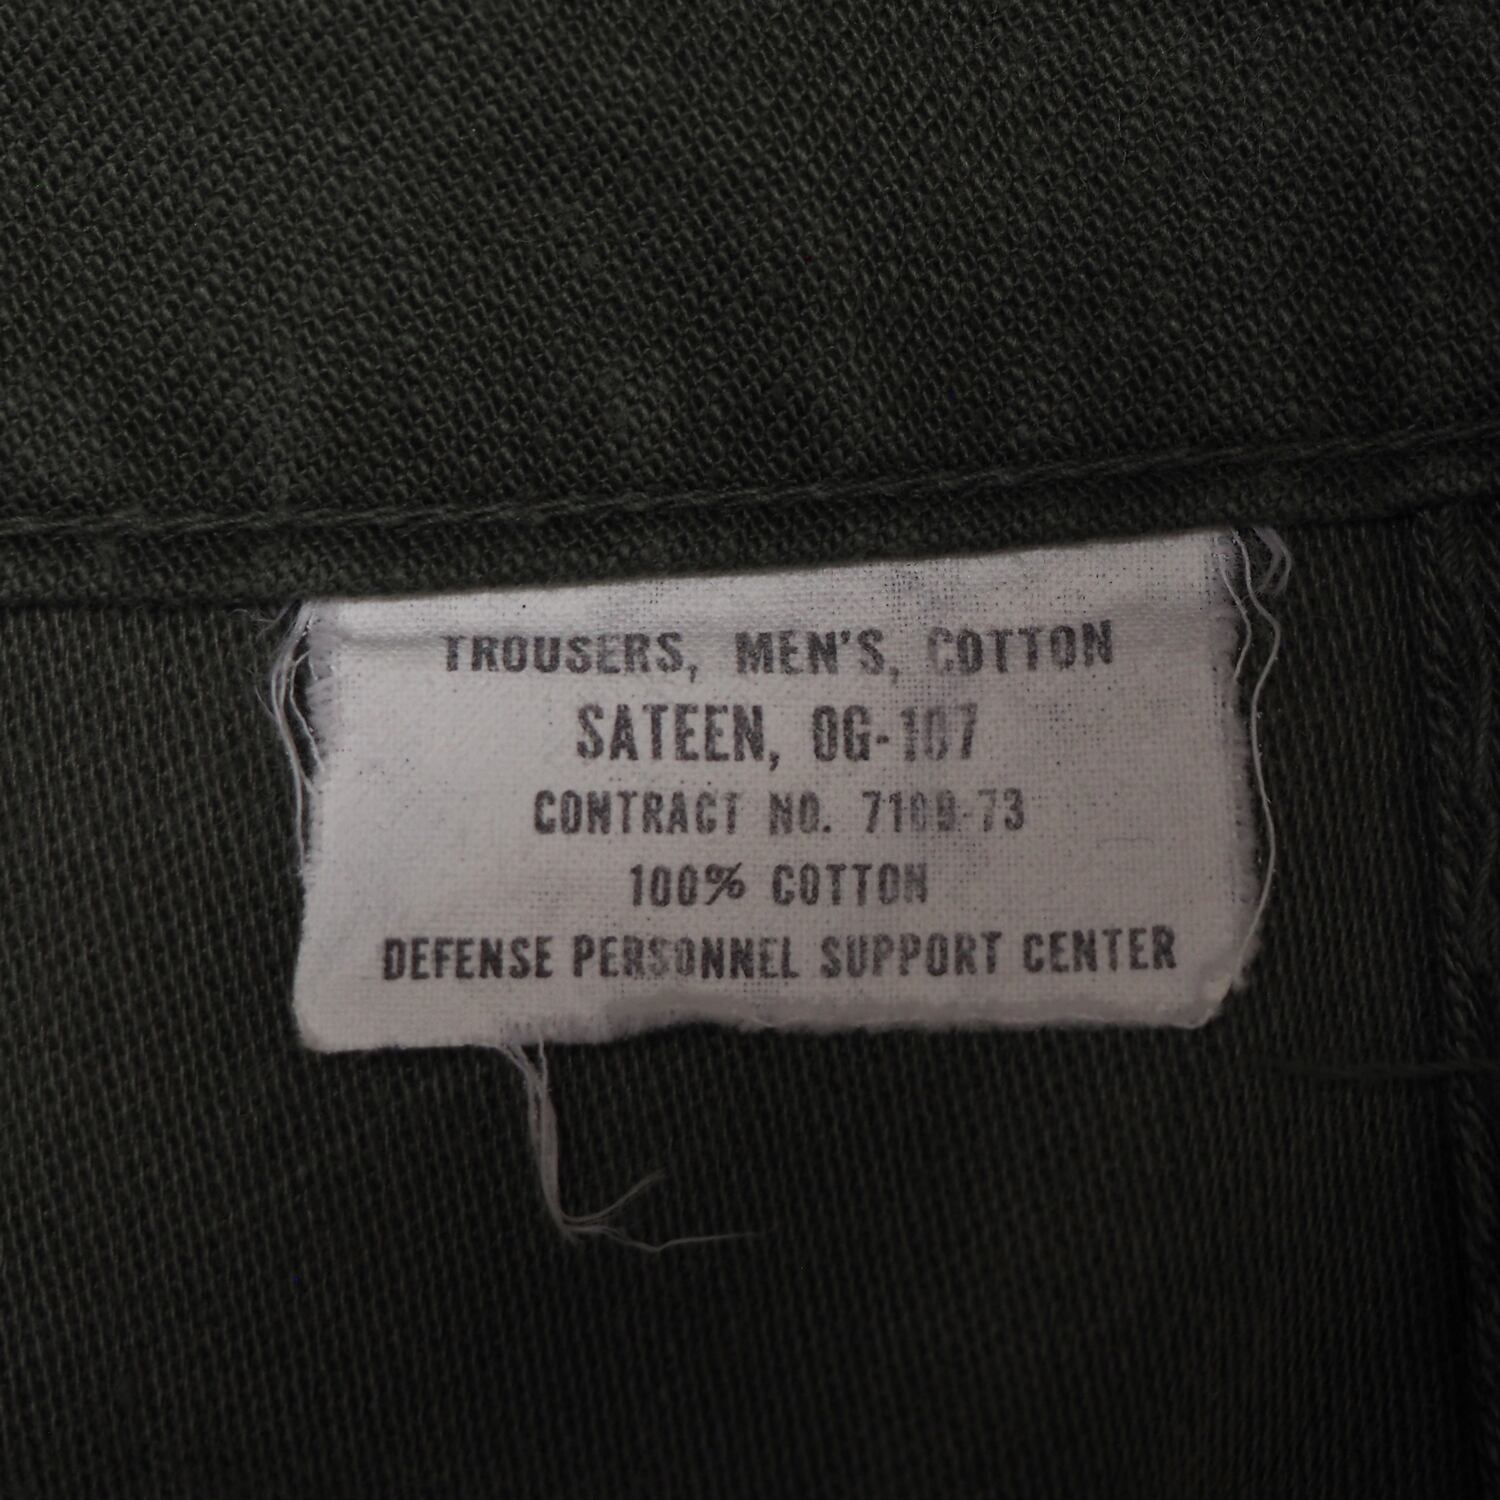 TROUSERS, MEN'S, COTTON
SATEEN, OG-107
CONTRACT NO. 7109-73
100% COTTON
DEFENSE PERSONNEL SUPPORT CENTER